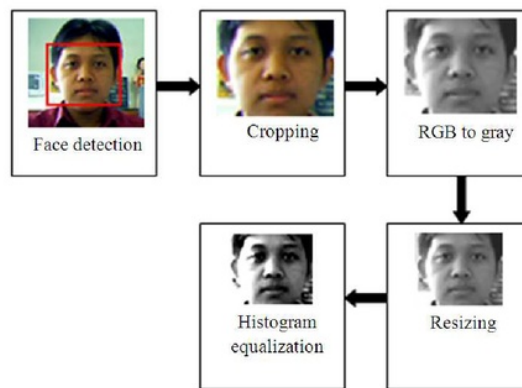 Face detection
Cropping
RGB to gray
Resizing
Histogram
equalization